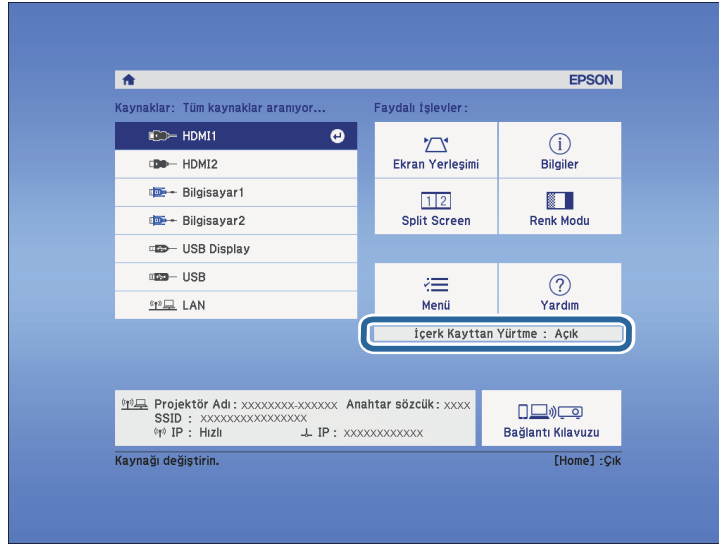 EPSON
Kaynaklar: Tüm kaynaklar aranıyor...
Faydalı İşlevler:
HDMI1
HDMI2
Bilgisayar1
Bilgisayar2
USB Display
USB
LAN
Ekran Yerleşimi
Bilgiler
1 2
Split Screen
Renk Modu
Menü
Yardım
İçerk Kayttan Yürtme : Açık
Projektör Adı : XXXXXXXX-XXXXXX Anahtar sözcük : XXXX
SSID : XXXXXXXXXXXXXXXX
IP : Hızlı IP : XXXXXXXXXXXX
Bağlantı Kılavuzu
Kaynağı değiştirin.
[Home] :Çık